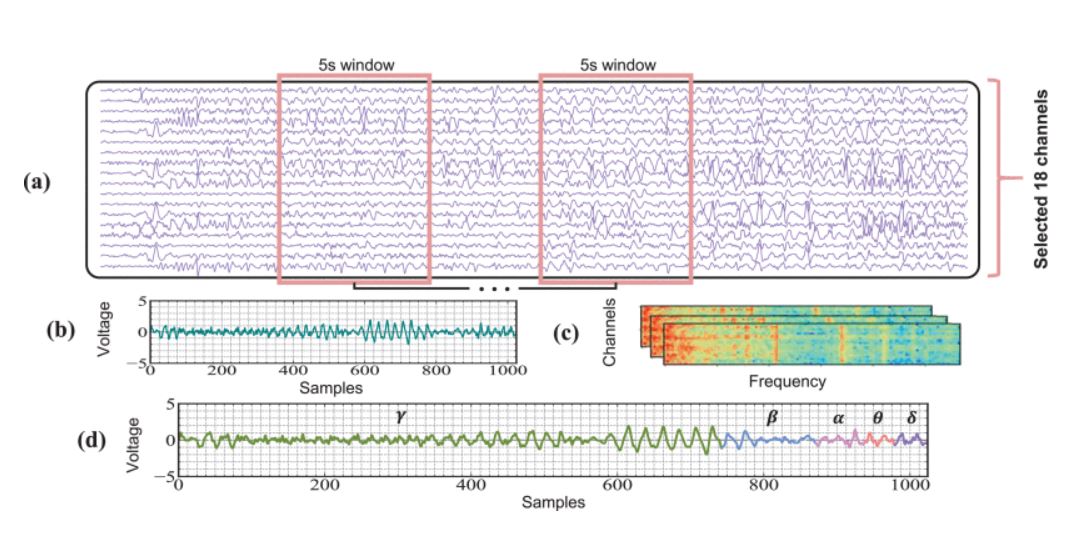 5s window
5s window
(a)
Selected 18 channels
...
(b)
Voltage
5
0
−5
0
200
400
600
800
1000
Samples
(c)
Channels
Frequency
(d)
Voltage
5
0
−5
γ
β
α
θ
δ
0
200
400
600
800
1000
Samples